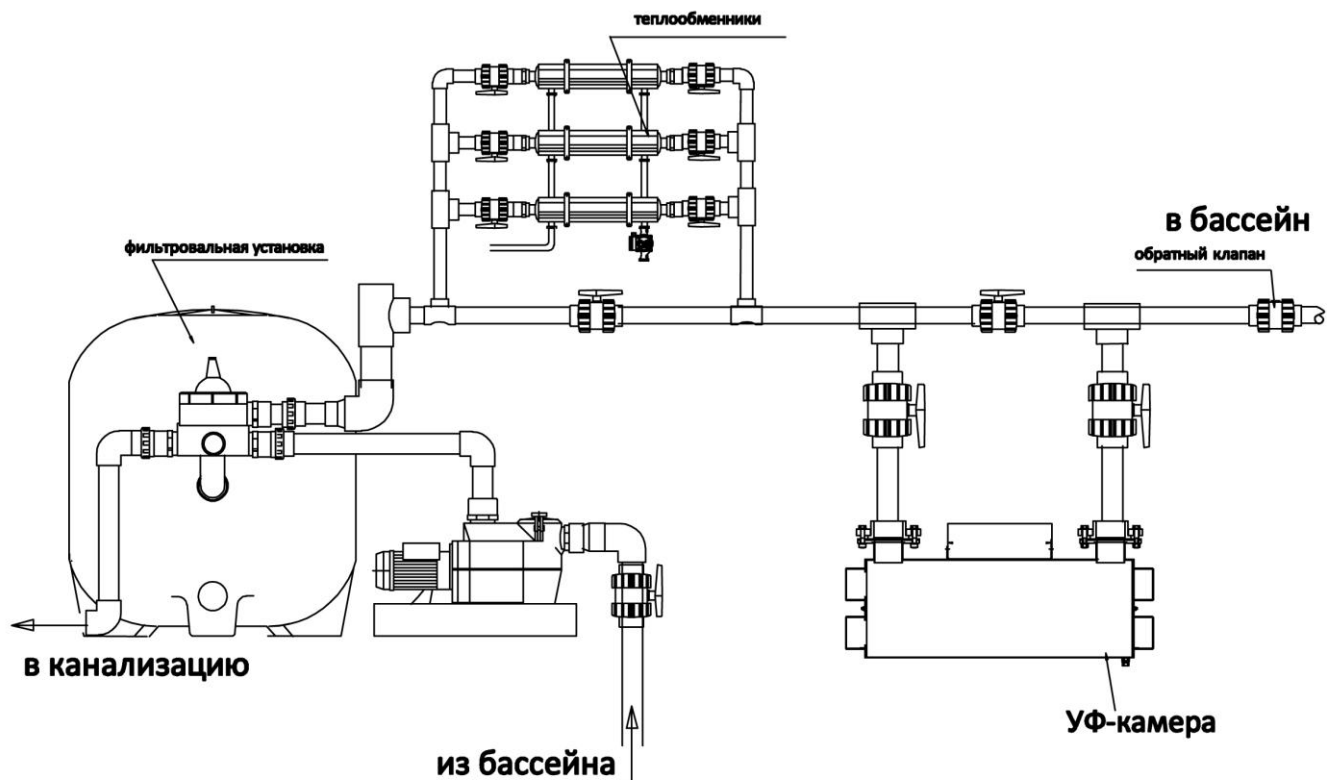 теплообменники
в бассейн
фильтровальная установка
обратный клапан
в канализацию
УФ-камера
из бассейна